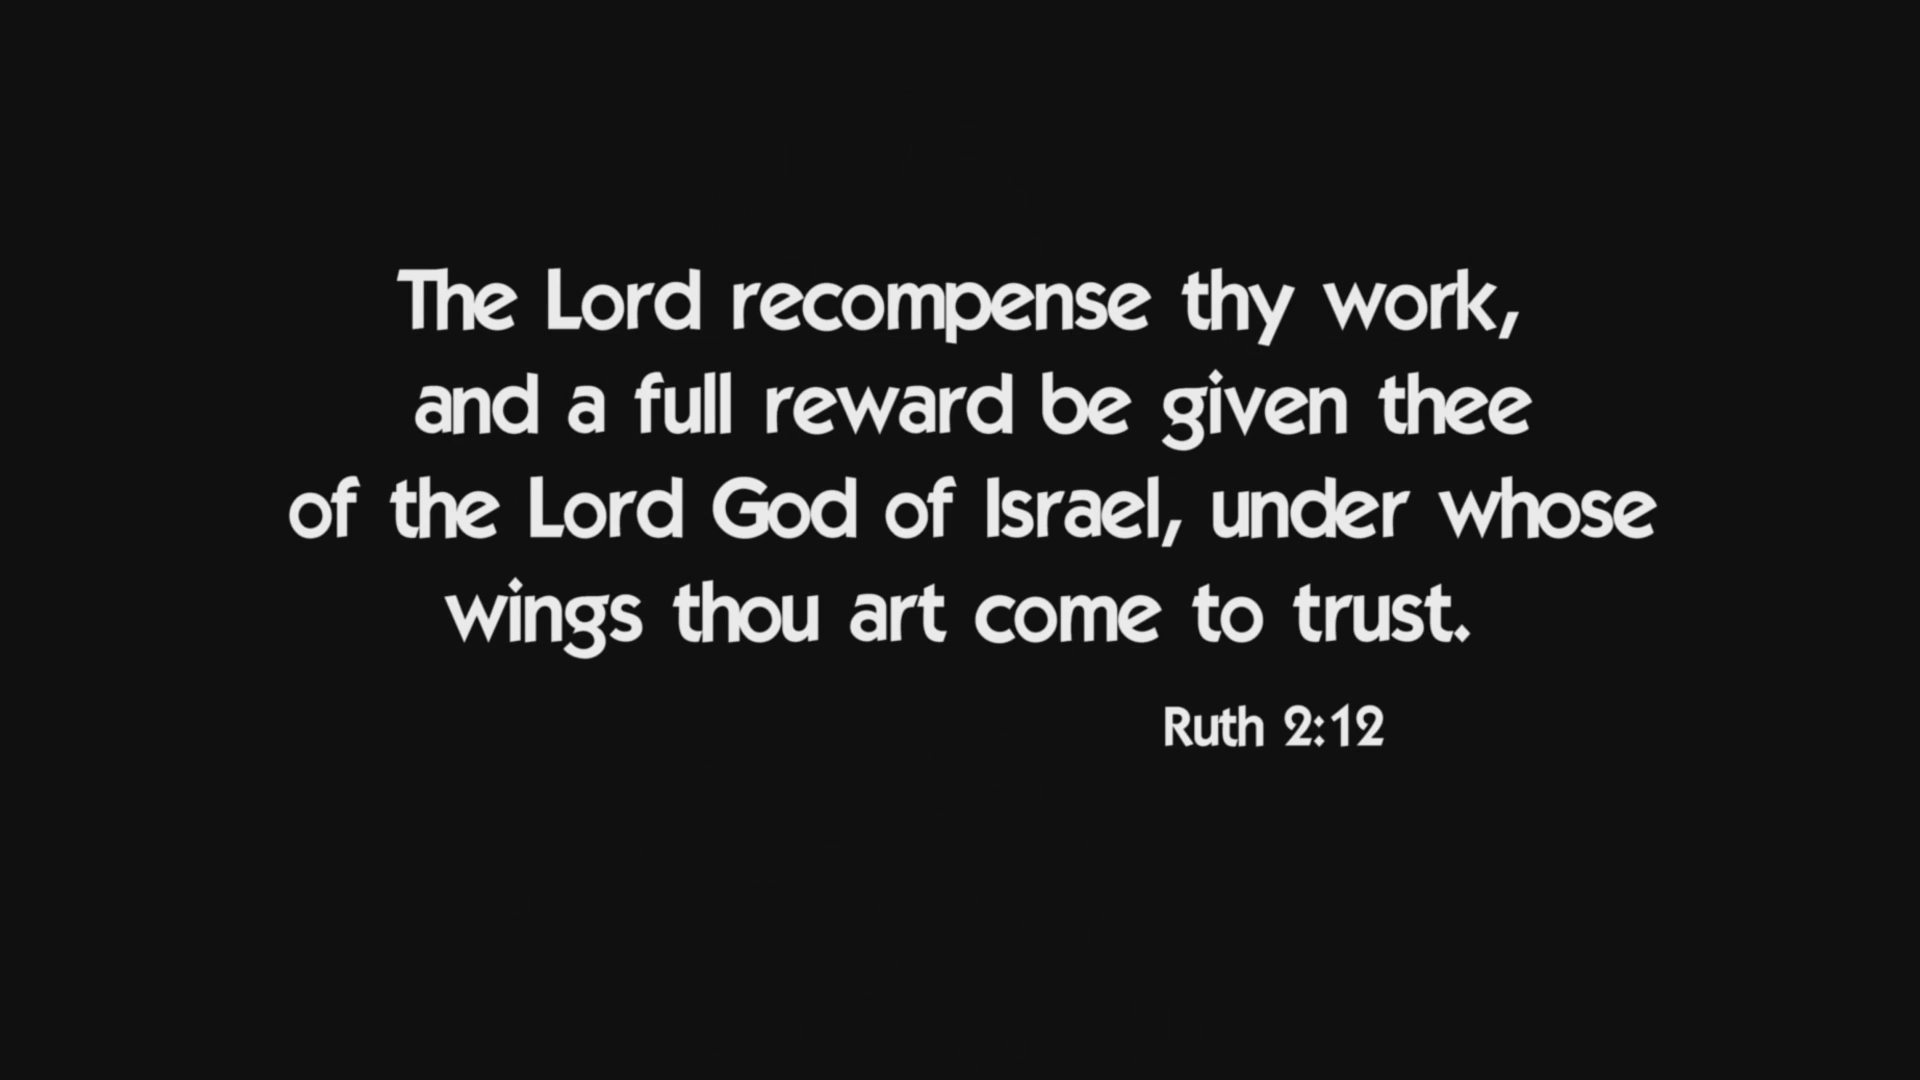 The Lord recompense thy work,
and a full reward be given thee
of the Lord God of Israel, under whose
wings thou art come to trust.
Ruth 2:12